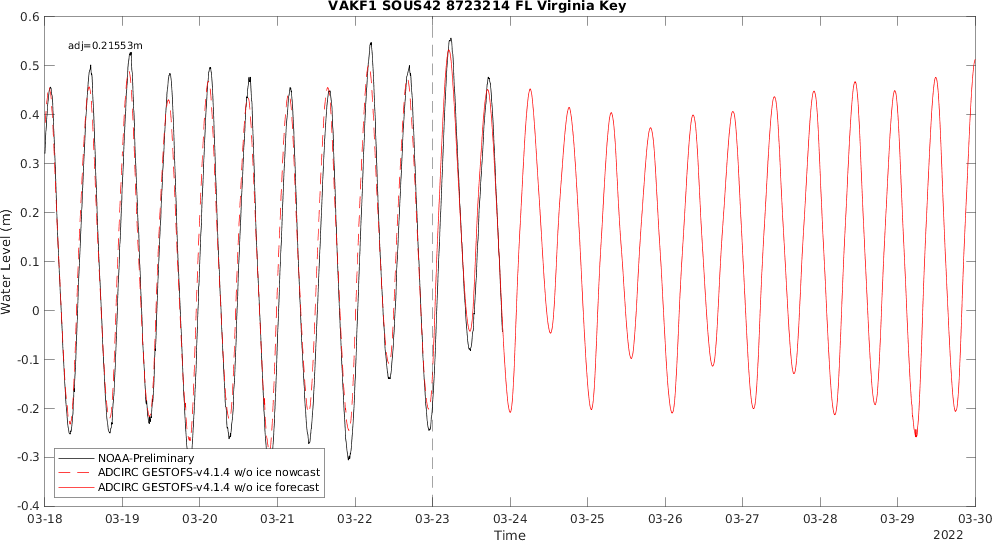 VAKF1 SOUS42 8723214 FL Virginia Key
adj=0.21553m
0.6
0.5
0.4
0.3
0.2
0.1
0
-0.1
-0.2
-0.3
-0.4
Water Level (m)
NOAA-Preliminary
ADCIRC GESTOFS-v4.1.4 w/o ice nowcast
ADCIRC GESTOFS-v4.1.4 w/o ice forecast
03-18 03-19 03-20 03-21 03-22 03-23 03-24 03-25 03-26 03-27 03-28 03-29 03-30
Time
2022